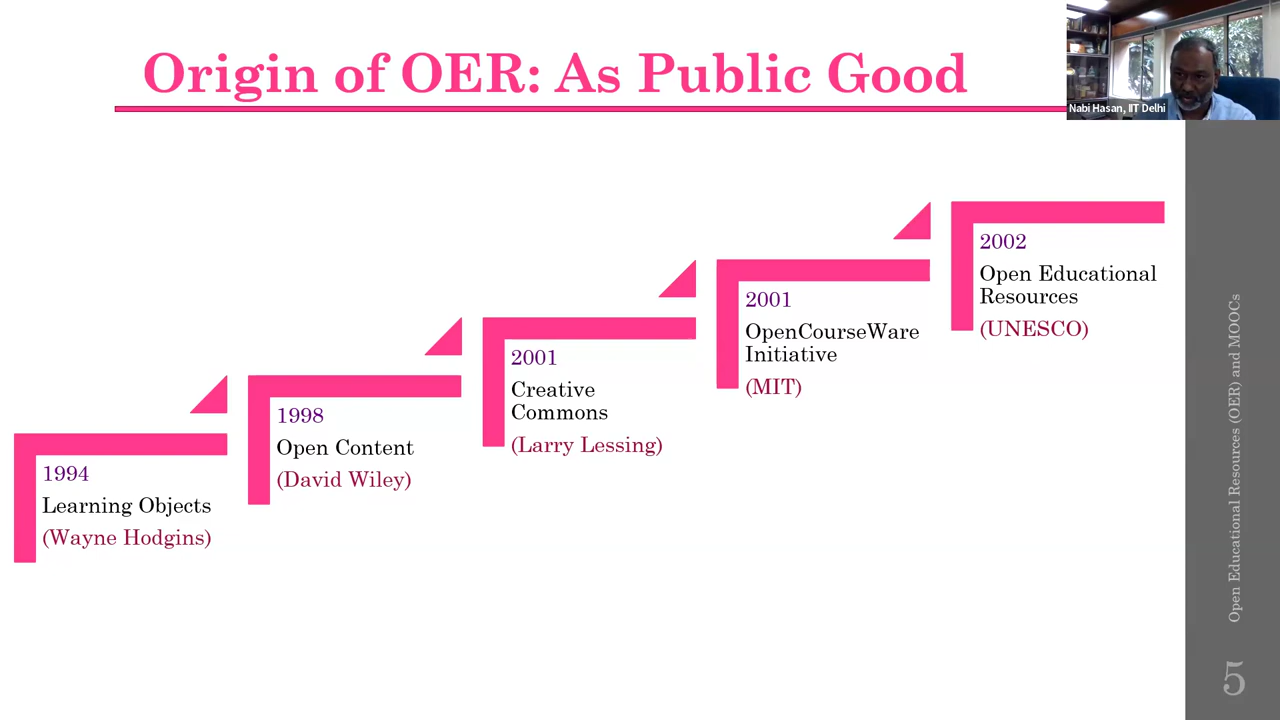 Origin of OER: As Public Good
Nabi Hasan, IIT Delhi
1994
Learning Objects
(Wayne Hodgins)
1998
Open Content
(David Wiley)
2001
Creative
Commons
(Larry Lessing)
2001
OpenCourseWare
Initiative
(MIT)
2002
Open Educational
Resources
(UNESCO)
Open Educational Resources (OER) and MOOCs
5